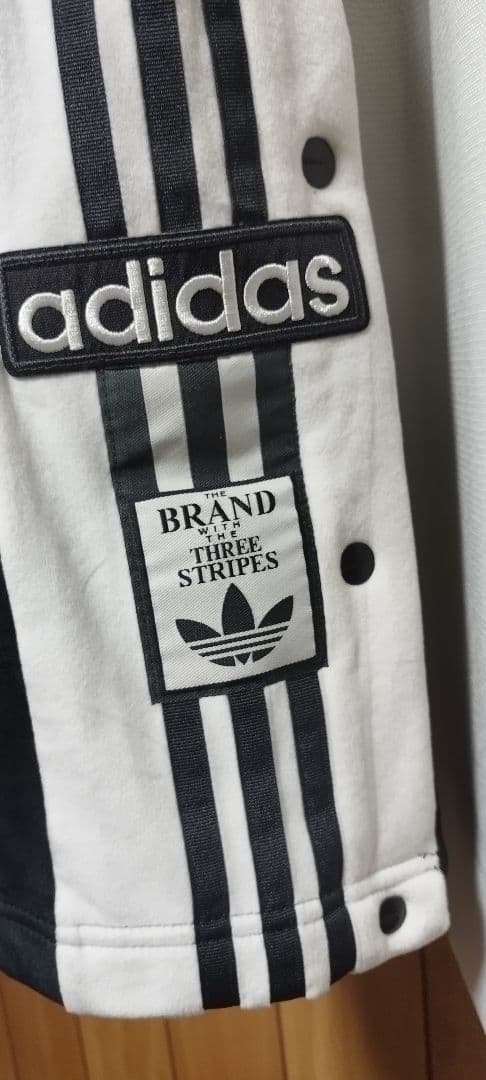 adidas
THE
BRAND
WITH
THE
THREE
STRIPES